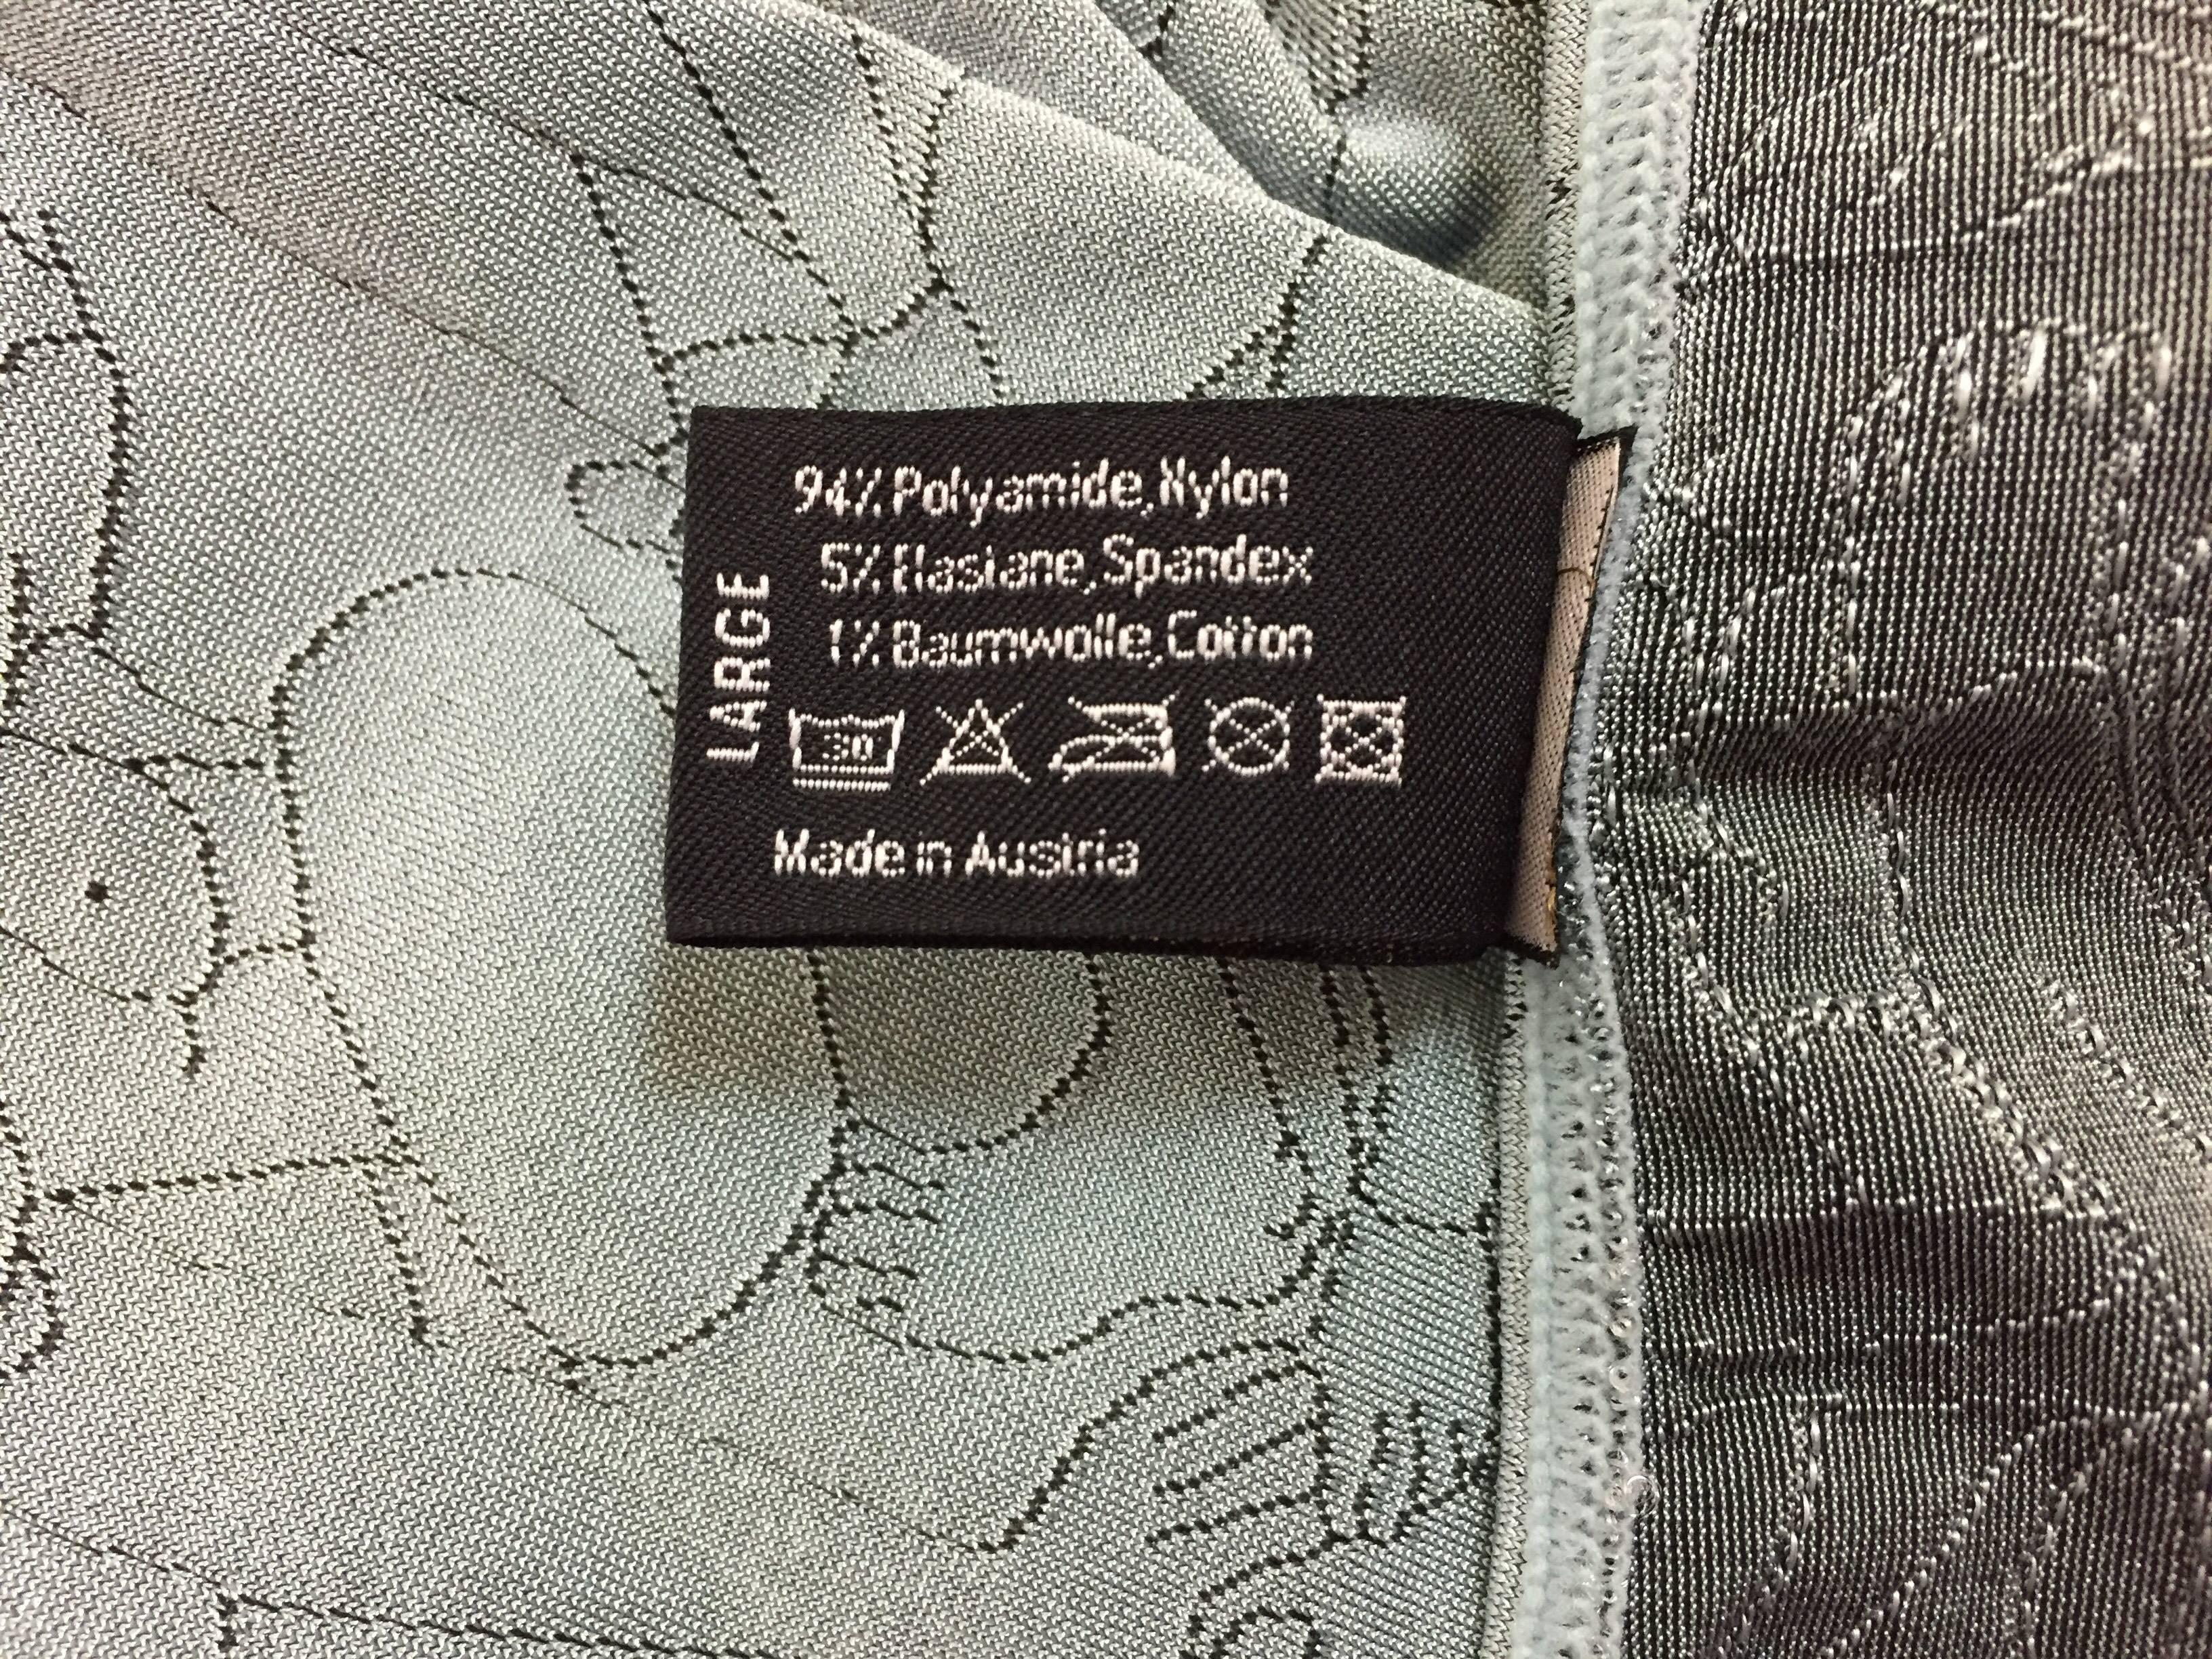 94% Polyamide, Nylon
5% Elastane, Spandex
1% Baumwolle, Cotton
LARGE
30
Made in Austria